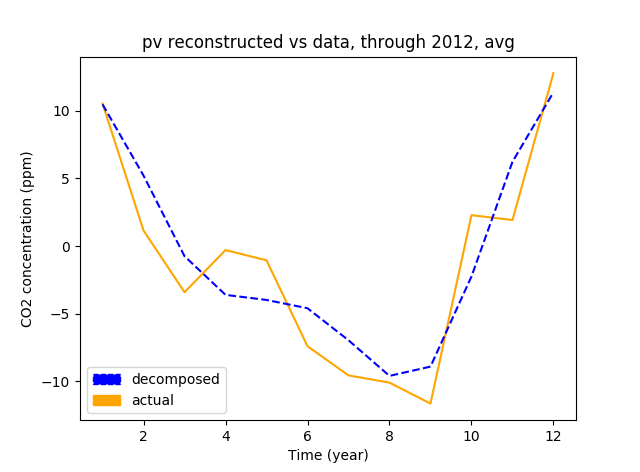 pv reconstructed vs data, through 2012, avg
CO2 concentration (ppm)
10
5
0
−5
−10
decomposed
actual
2
4
6
8
10
12
Time (year)